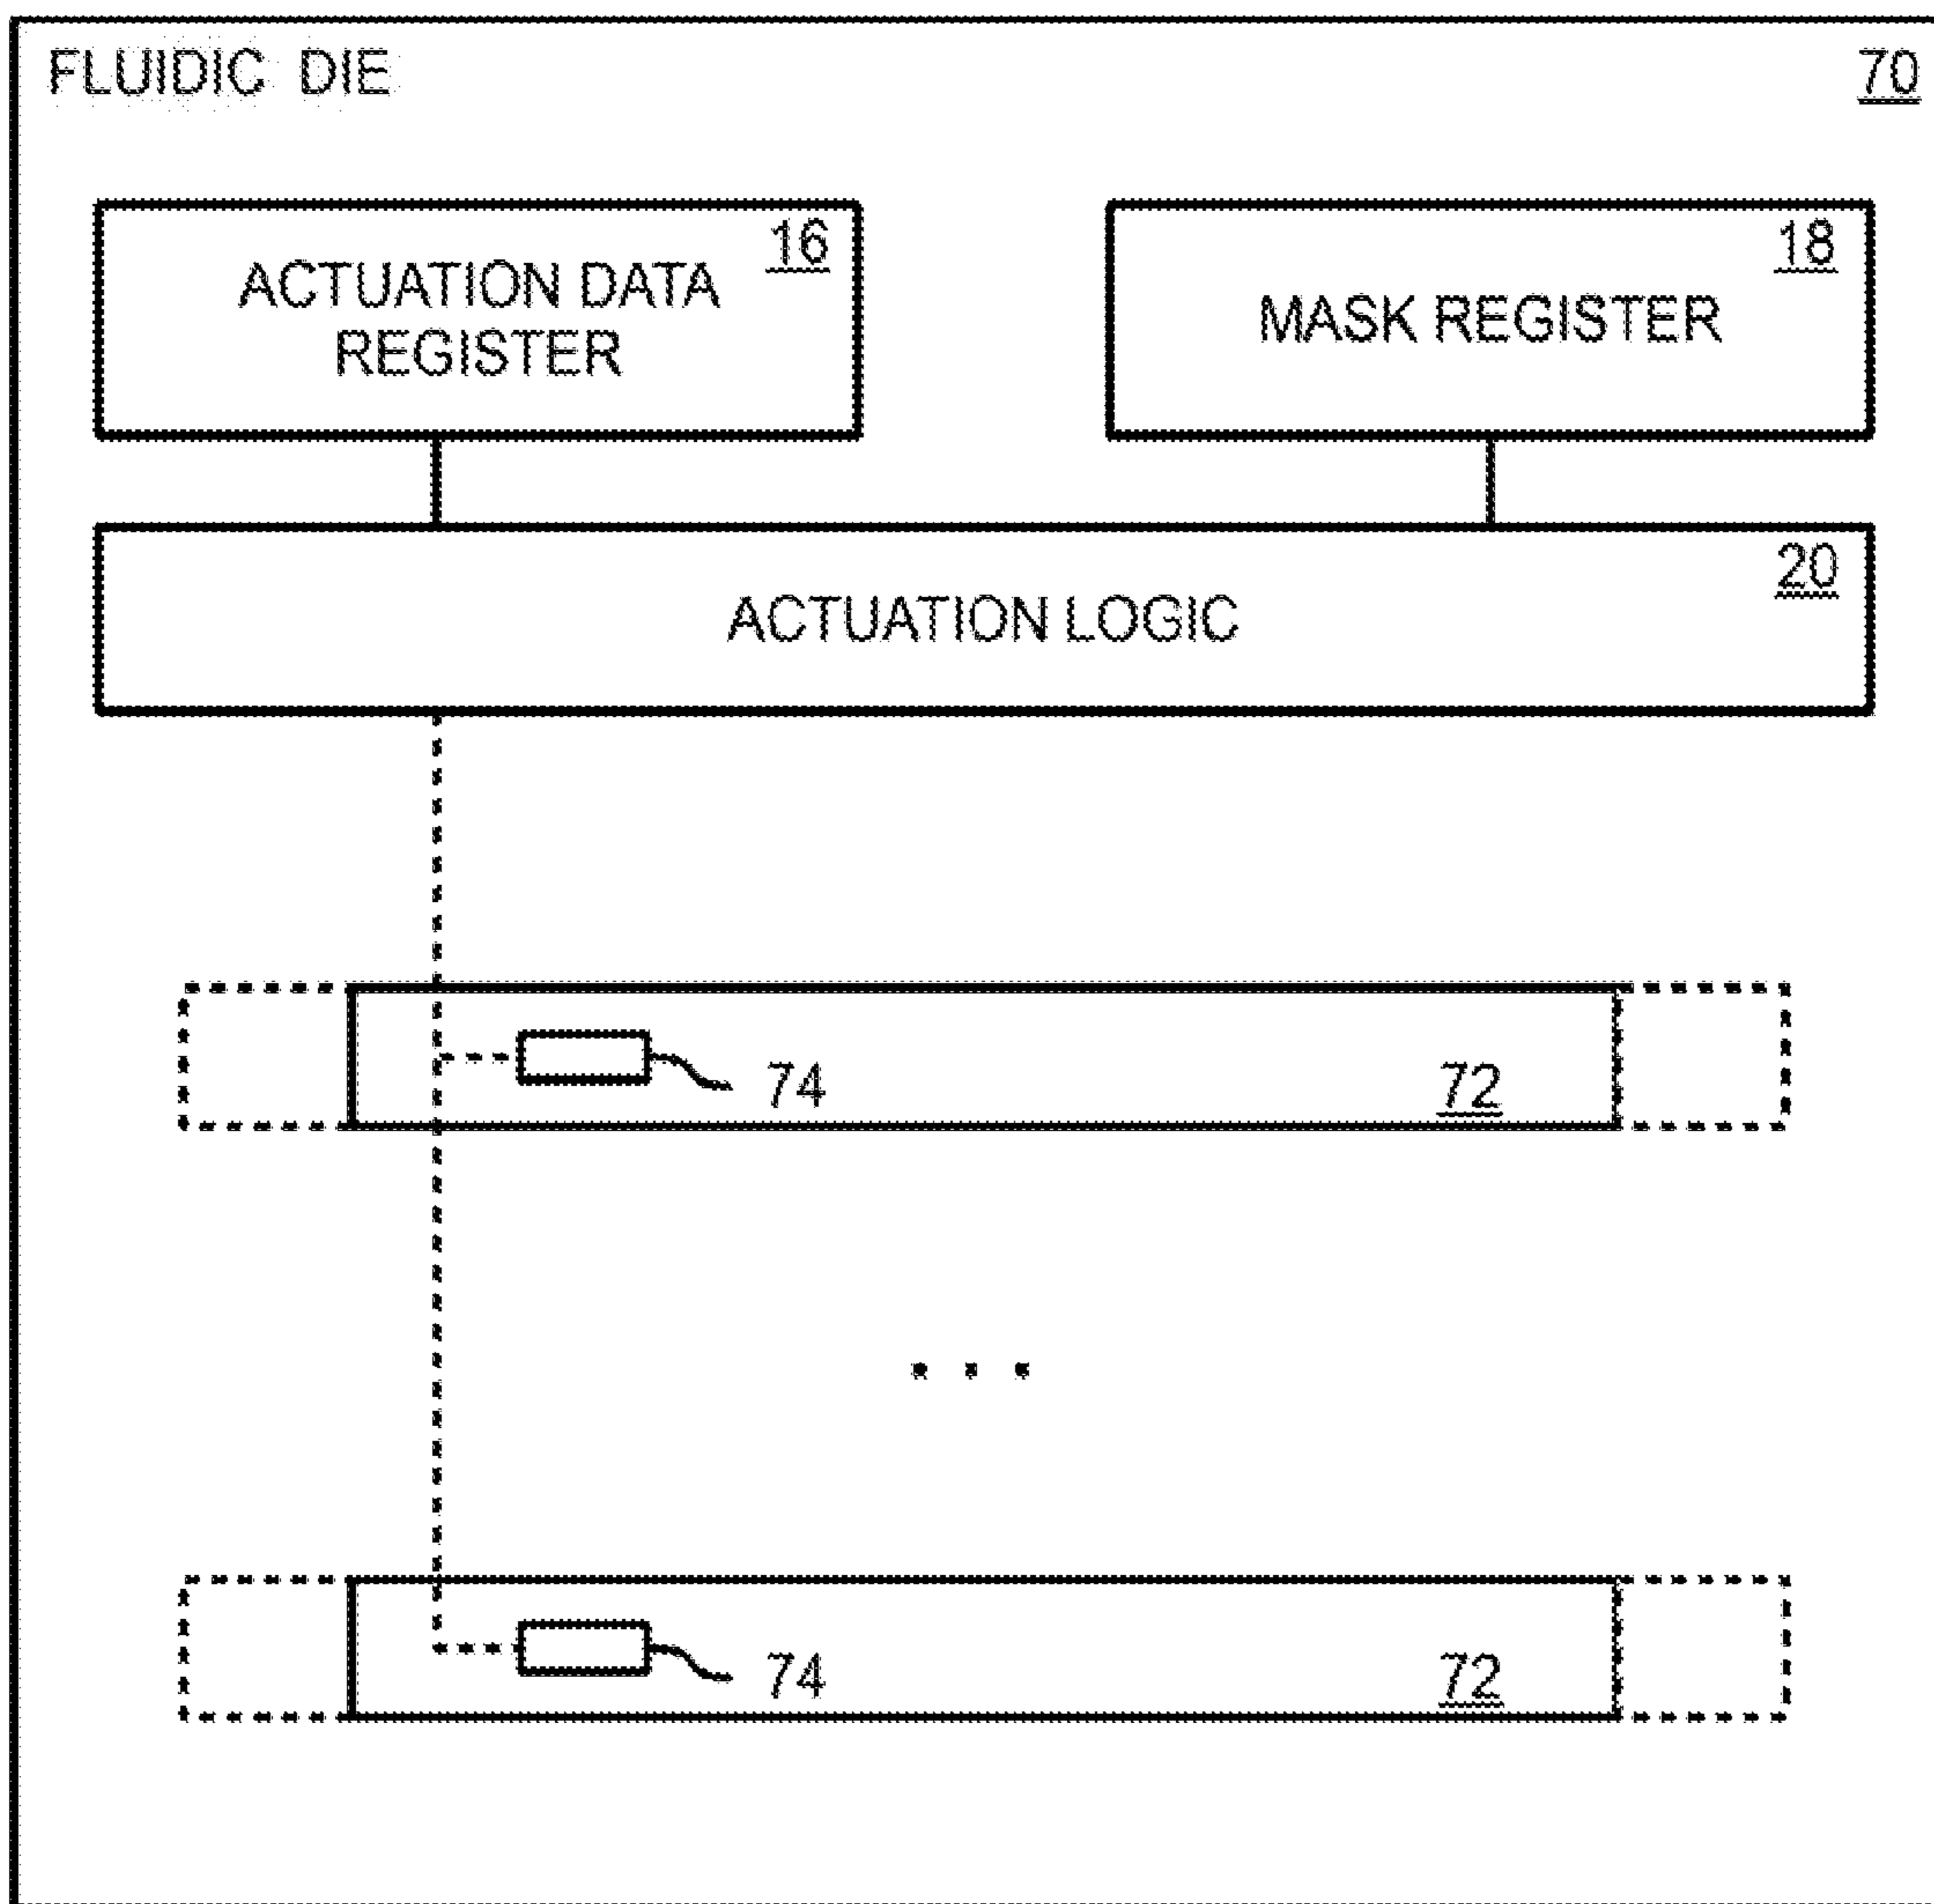 FLUIDIC DIE 70
16
ACTUATION DATA
REGISTER
18
MASK REGISTER
20
ACTUATION LOGIC
74 72
. . .
74 72